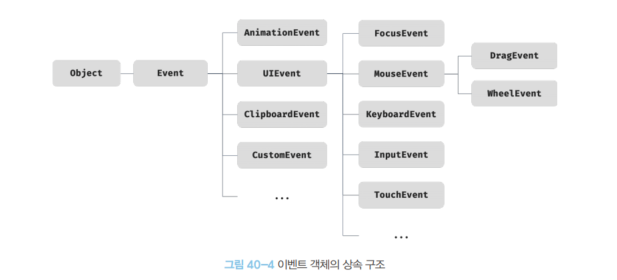 AnimationEvent
FocusEvent
DragEvent
Object
Event
UIEvent
MouseEvent
WheelEvent
ClipboardEvent
KeyboardEvent
CustomEvent
InputEvent
...
TouchEvent
...
그림 40-4 이벤트 객체의 상속 구조